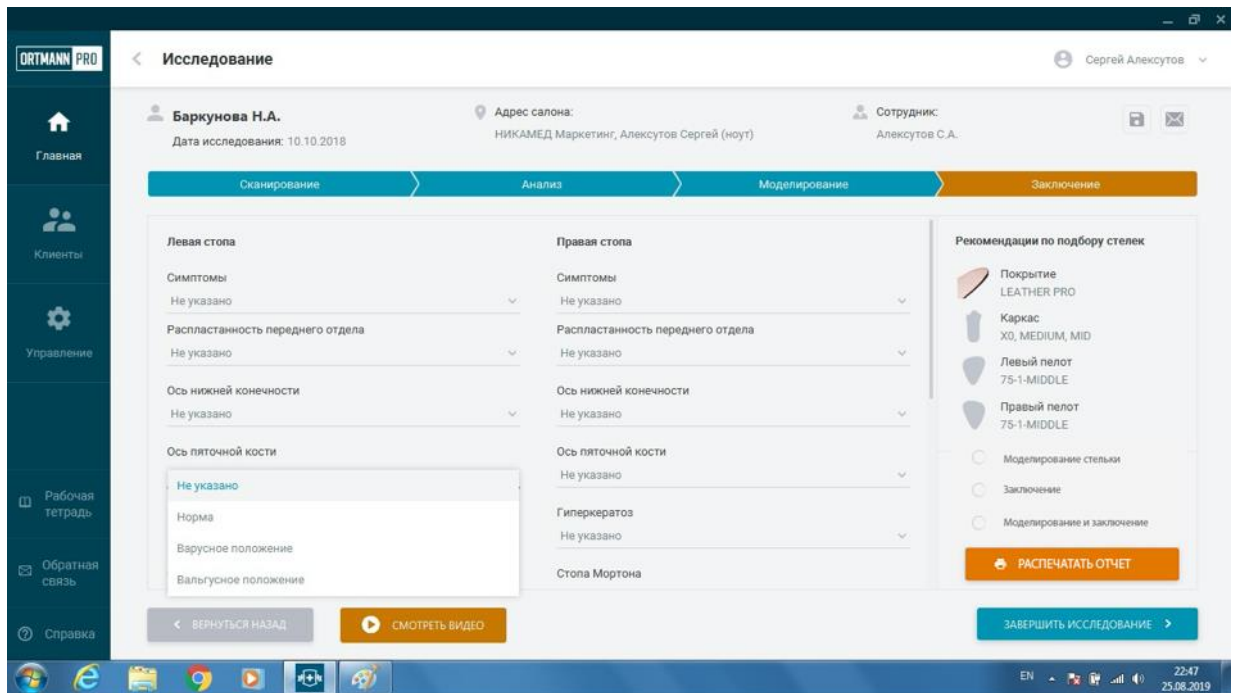 ORTMANN PRO
Исследование
Сергей Алексутов
Главная
Клиенты
Управление
Рабочая
тетрадь
Обратная
связь
Справка
Баркунова Н.А.
Дата исследования: 10.10.2018
Адрес салона:
НИКАМЕД Маркетинг, Алексутов Сергей (ноут)
Сотрудник:
Алексутов С.А.
Сканирование
Анализ
Моделирование
Заключение
Левая стопа
Симптомы
Не указано
Распластанность переднего отдела
Не указано
Ось нижней конечности
Не указано
Ось пяточной кости
Не указано
Норма
Варусное положение
Вальгусное положение
Правая стопа
Симптомы
Не указано
Распластанность переднего отдела
Не указано
Ось нижней конечности
Не указано
Ось пяточной кости
Не указано
Гиперкератоз
Не указано
Стопа Мортона
Рекомендации по подбору стелек
Покрытие
LEATHER PRO
Каркас
X0, MEDIUM, MID
Левый пелот
75-1-MIDDLE
Правый пелот
75-1-MIDDLE
Моделирование стельки
Заключение
Моделирование и заключение
РАСПЕЧАТАТЬ ОТЧЕТ
ВЕРНУТЬСЯ НАЗАД
СМОТРЕТЬ ВИДЕО
ЗАВЕРШИТЬ ИССЛЕДОВАНИЕ
EN
22:47
25.08.2019